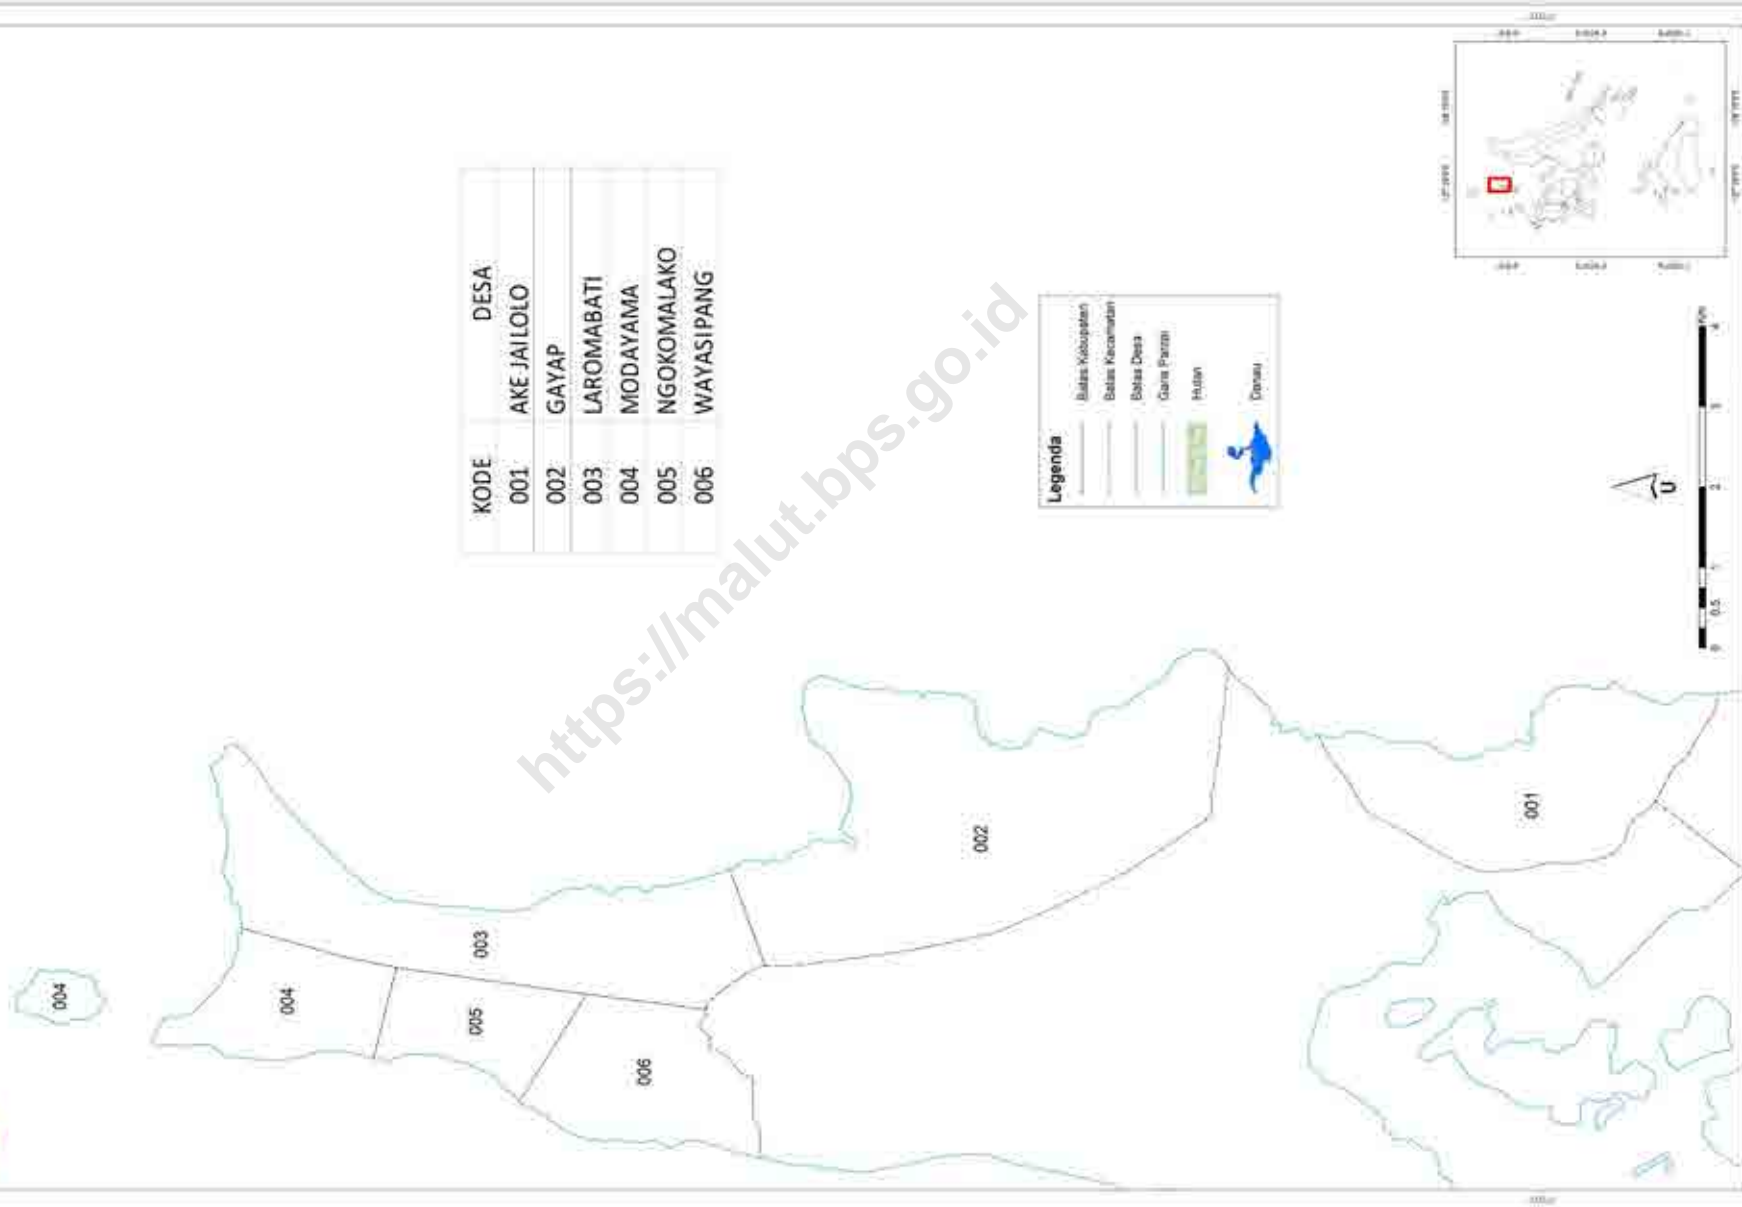 KODE DESA
001 AKE JAILOLO
002 GAYAP
003 LAROMABATI
004 MODAYAMA
005 NGOKOMALAKO
006 WAYASIPANG
https://malut.bps.go.id
Legenda
Batas Kabupaten
Batas Kecamatan
Batas Desa
Garis Pantai
Hutan
Danau
U
0 0.5 1 2 3 4
Km
004
004
003
005
006
002
001